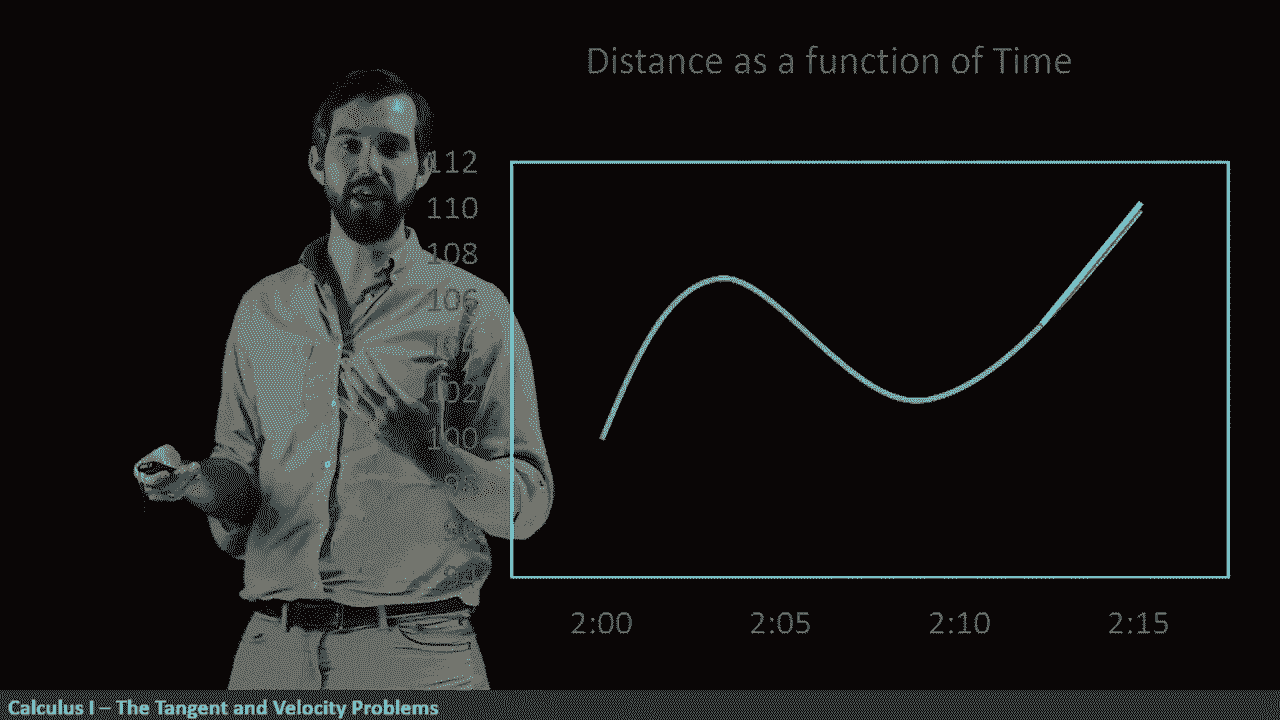 Distance as a function of Time
112
110
108
106
102
100
2:00 2:05 2:10 2:15
Calculus I – The Tangent and Velocity Problems